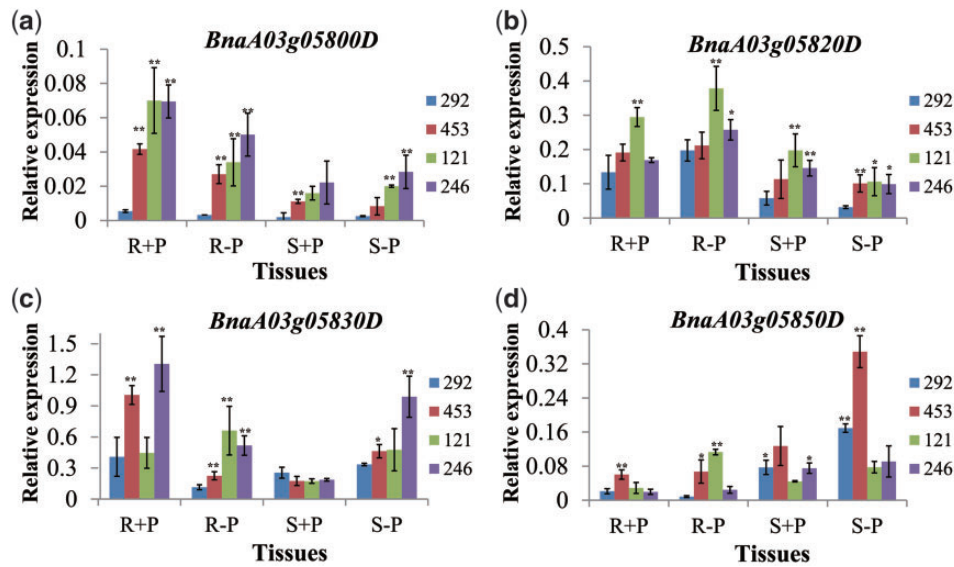 (a)
BnaA03g05800D
Relative expression
0.1
0.08
0.06
0.04
0.02
0
** ** **
** ** **
**
** **
R+P R-P S+P S-P
Tissues
292
453
121
246
(b)
BnaA03g05820D
Relative expression
0.5
0.4
0.3
0.2
0.1
0
**
** *
** **
** * *
R+P R-P S+P S-P
Tissues
292
453
121
246
(c)
BnaA03g05830D
Relative expression
1.5
1.2
0.9
0.6
0.3
0
** **
** ** **
* **
R+P R-P S+P S-P
Tissues
292
453
121
246
(d)
BnaA03g05850D
Relative expression
0.4
0.32
0.24
0.16
0.08
0
**
* **
* *
** **
R+P R-P S+P S-P
Tissues
292
453
121
246